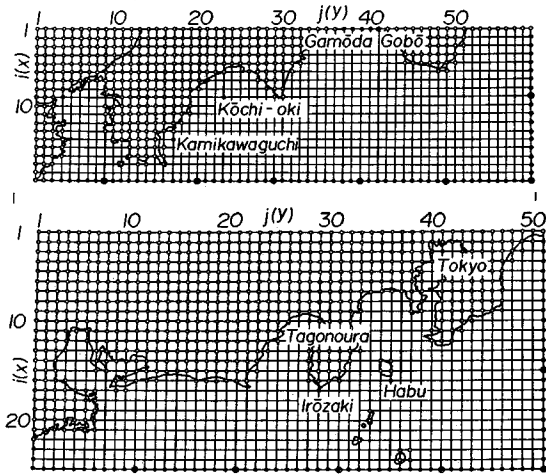 1 10 20 30 j(y) 40 50
1
i(x)
10
Gamōda Gobō
Kōchi-oki
Kamikawaguchi
1 10 20 j(y) 30 40 50
1
10
i(x)
20
Tokyo
Tagonoura
Irōzaki
Habu